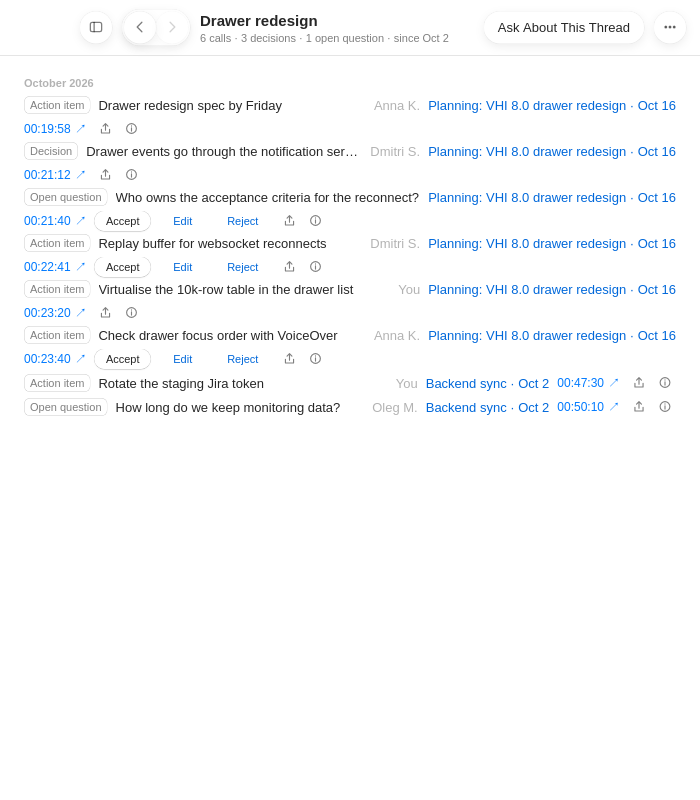 Drawer redesign
6 calls · 3 decisions · 1 open question · since Oct 2
Ask About This Thread
October 2026
Action item Drawer redesign spec by Friday Anna K. Planning: VHI 8.0 drawer redesign · Oct 16
00:19:58
Decision Drawer events go through the notification ser… Dmitri S. Planning: VHI 8.0 drawer redesign · Oct 16
00:21:12
Open question Who owns the acceptance criteria for the reconnect? Planning: VHI 8.0 drawer redesign · Oct 16
00:21:40 Accept Edit Reject
Action item Replay buffer for websocket reconnects Dmitri S. Planning: VHI 8.0 drawer redesign · Oct 16
00:22:41 Accept Edit Reject
Action item Virtualise the 10k-row table in the drawer list You Planning: VHI 8.0 drawer redesign · Oct 16
00:23:20
Action item Check drawer focus order with VoiceOver Anna K. Planning: VHI 8.0 drawer redesign · Oct 16
00:23:40 Accept Edit Reject
Action item Rotate the staging Jira token You Backend sync · Oct 2 00:47:30
Open question How long do we keep monitoring data? Oleg M. Backend sync · Oct 2 00:50:10